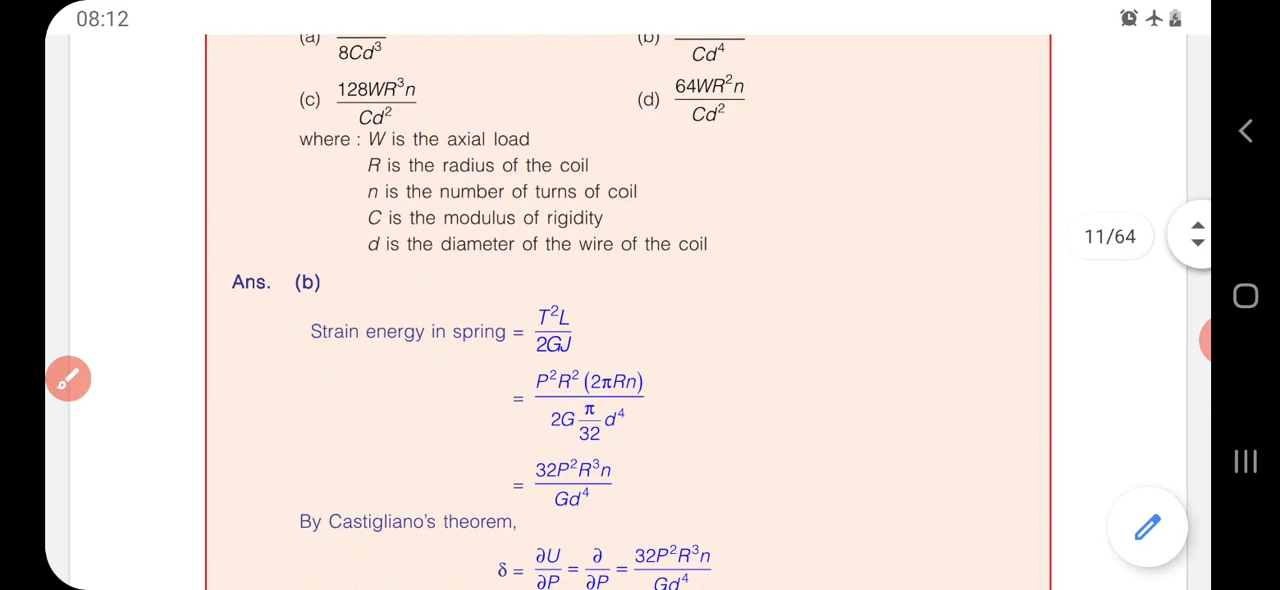 08:12
(a) 8Cd³ (b) Cd⁴
(c) 128WR³n / Cd² (d) 64WR²n / Cd²
where : W is the axial load
R is the radius of the coil
n is the number of turns of coil
C is the modulus of rigidity
d is the diameter of the wire of the coil
11/64
Ans. (b)
Strain energy in spring = T²L / 2GJ
= P²R² (2πRn) / 2G π/32 d⁴
= 32P²R³n / Gd⁴
By Castigliano's theorem,
δ = ∂U/∂P = ∂/∂P = 32P²R³n / Gd⁴